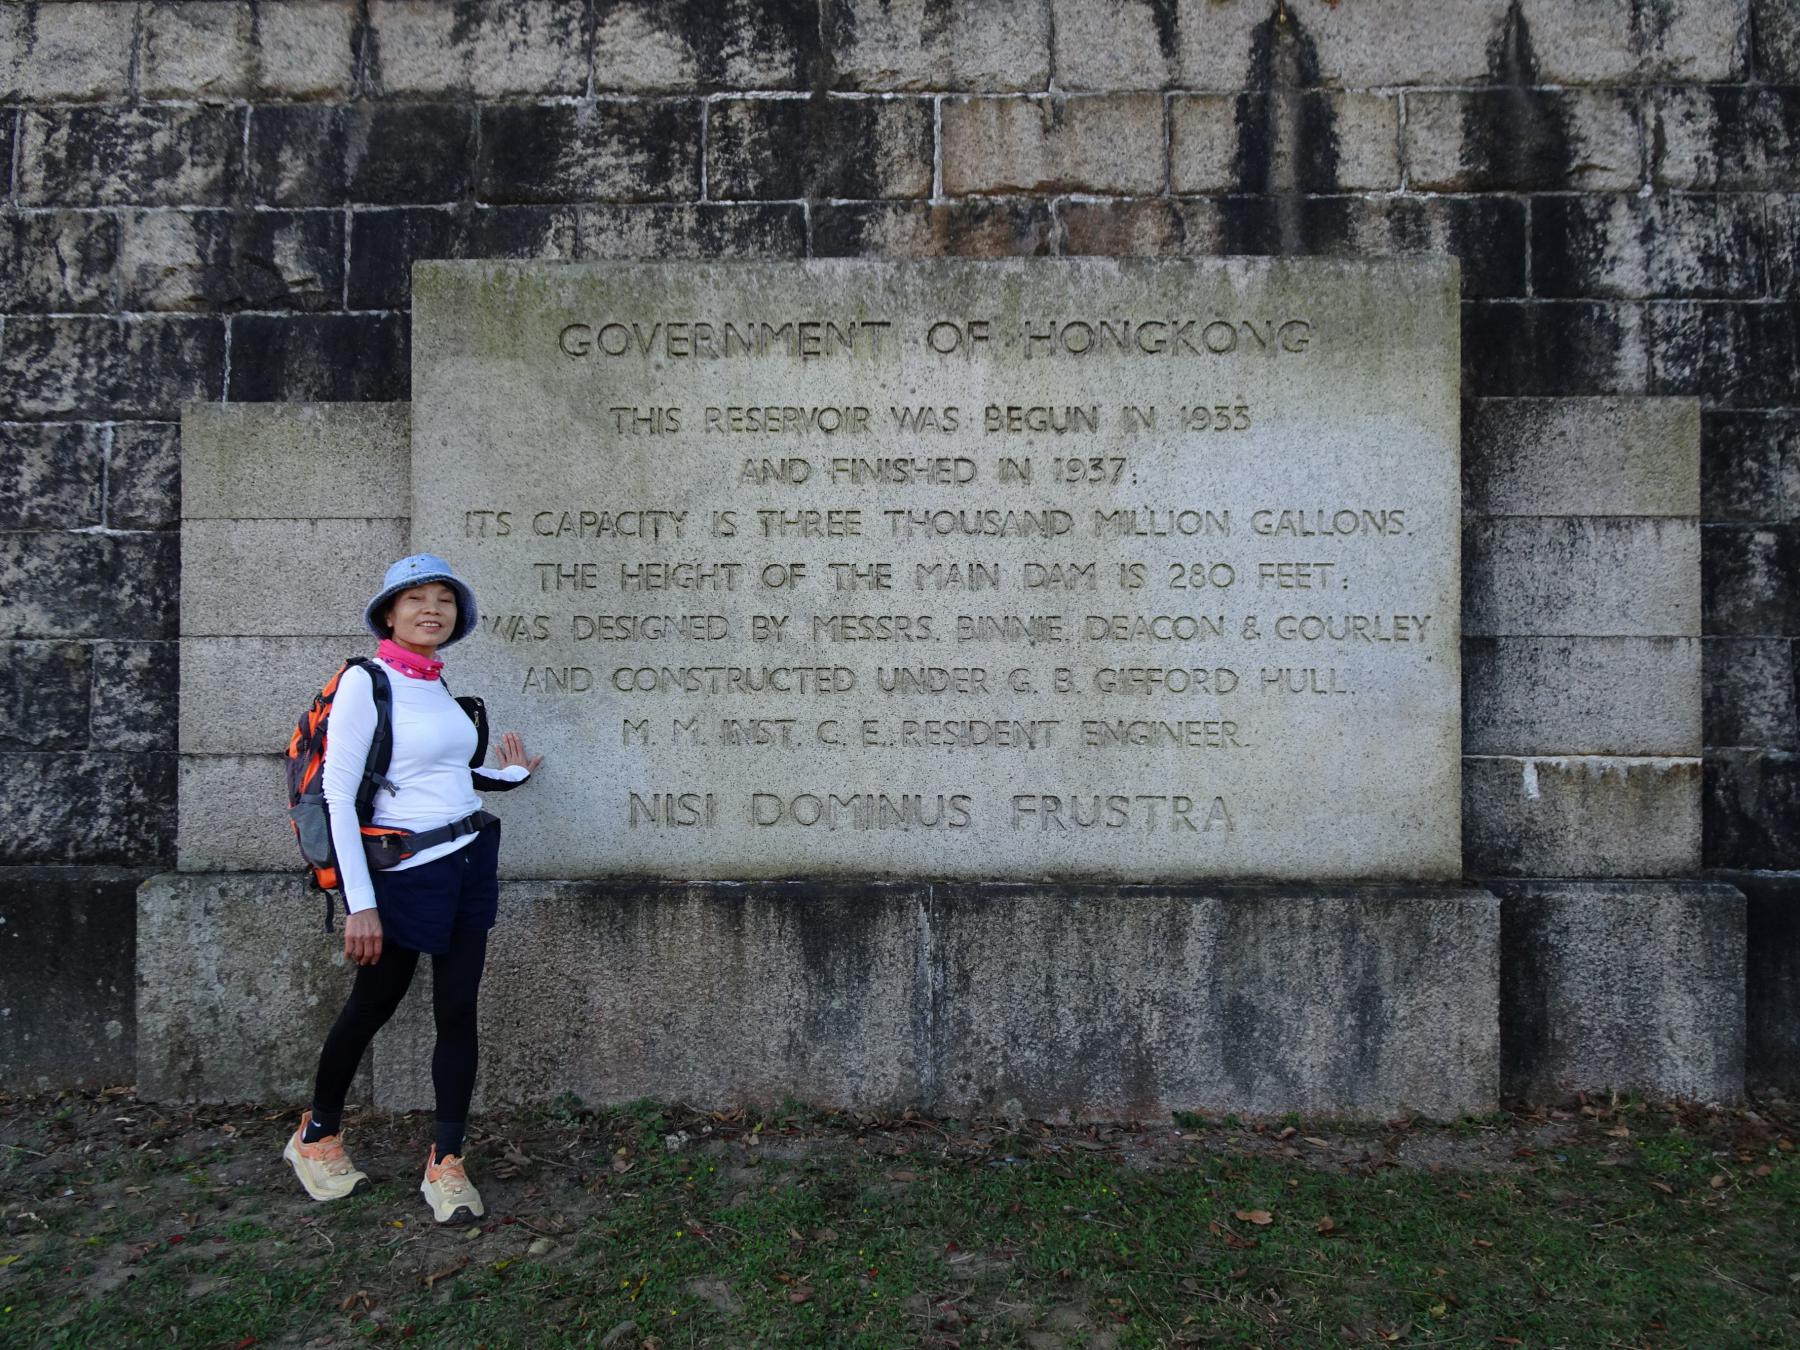 GOVERNMENT OF HONGKONG
THIS RESERVOIR WAS BEGUN IN 1933
AND FINISHED IN 1937:
ITS CAPACITY IS THREE THOUSAND MILLION GALLONS.
THE HEIGHT OF THE MAIN DAM IS 280 FEET:
WAS DESIGNED BY MESSRS. BINNIE, DEACON & GOURLEY
AND CONSTRUCTED UNDER G. B. GIFFORD HULL.
M. M. INST. C. E. RESIDENT ENGINEER.
NISI DOMINUS FRUSTRA